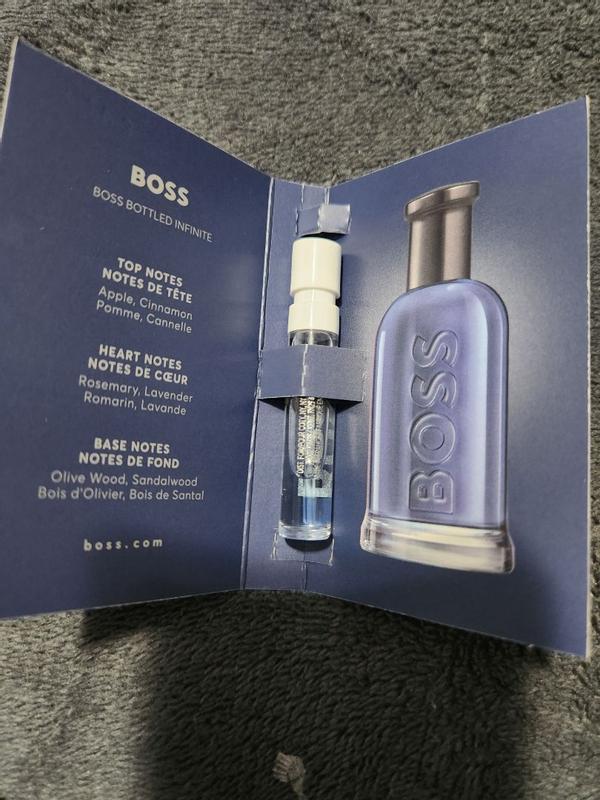 BOSS
BOSS BOTTLED INFINITE
TOP NOTES
NOTES DE TÊTE
Apple, Cinnamon
Pomme, Cannelle
HEART NOTES
NOTES DE CŒUR
Rosemary, Lavender
Romarin, Lavande
BASE NOTES
NOTES DE FOND
Olive Wood, Sandalwood
Bois d'Olivier, Bois de Santal
boss.com
BOSS